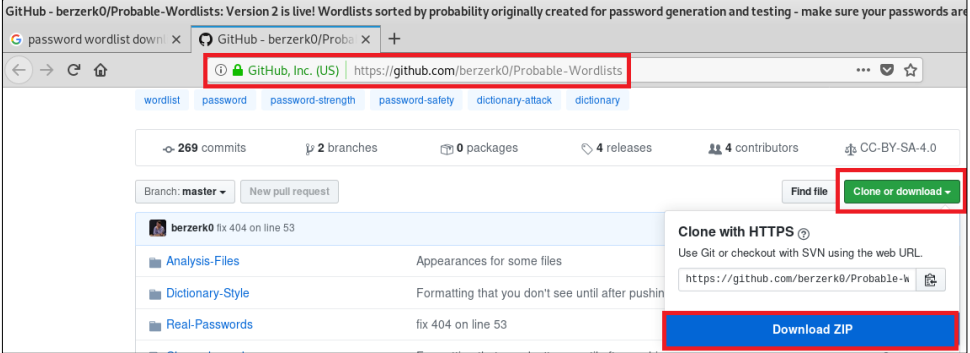 GitHub - berzerk0/Probable-Wordlists: Version 2 is live! Wordlists sorted by probability originally created for password generation and testing - make sure your passwords are
password wordlist downl
GitHub - berzerk0/Proba
GitHub, Inc. (US) https://github.com/berzerk0/Probable-Wordlists
wordlist password password-strength password-safety dictionary-attack dictionary
269 commits 2 branches 0 packages 4 releases 4 contributors CC-BY-SA-4.0
Branch: master New pull request Find file Clone or download
berzerk0 fix 404 on line 53
Analysis-Files Appearances for some files
Dictionary-Style Formatting that you don't see until after pushin
Real-Passwords fix 404 on line 53
Clone with HTTPS
Use Git or checkout with SVN using the web URL.
https://github.com/berzerk0/Probable-W
Download ZIP